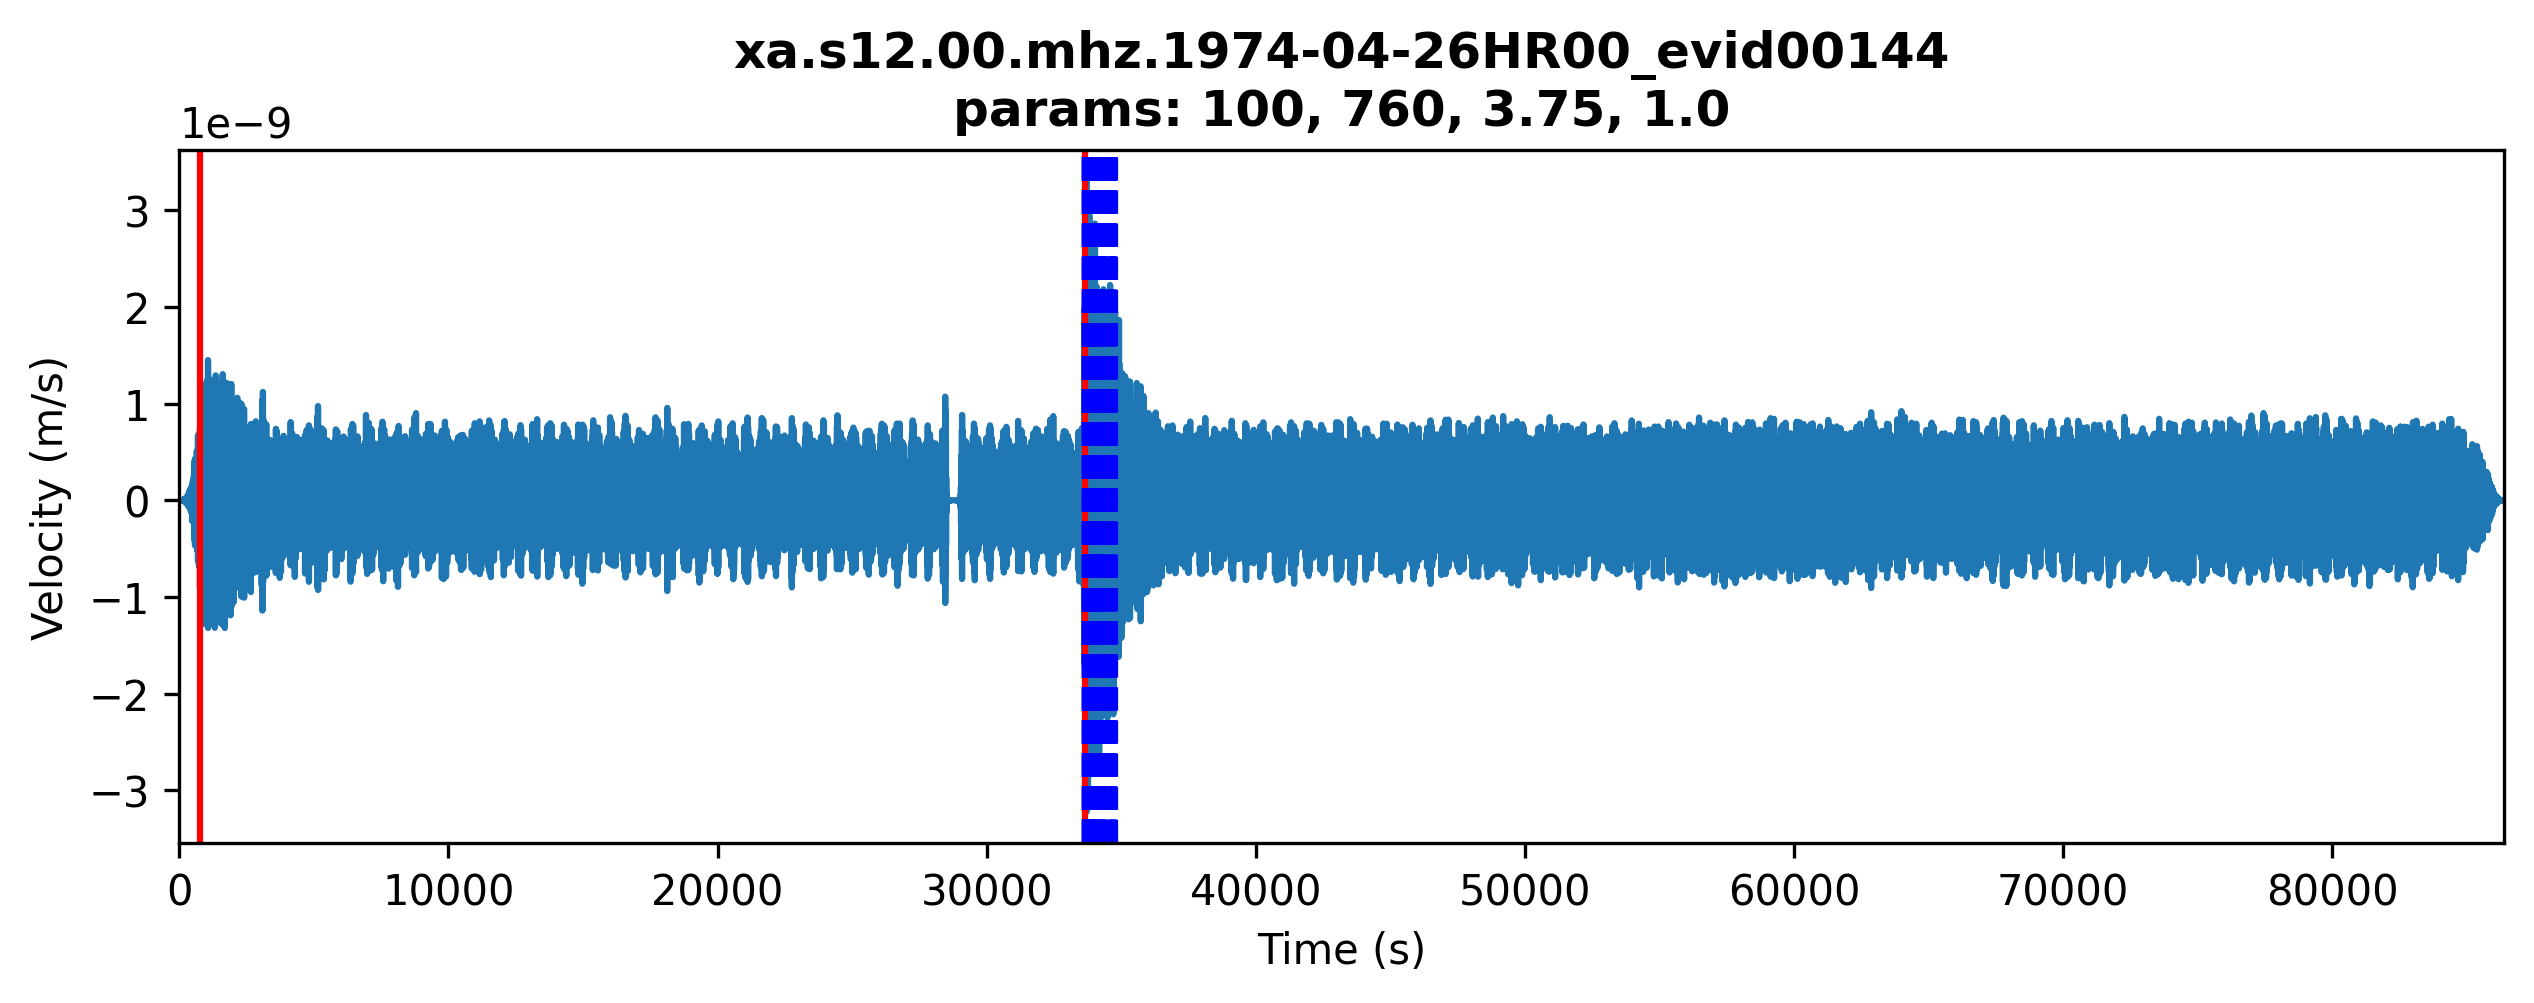 xa.s12.00.mhz.1974-04-26HR00_evid00144
params: 100, 760, 3.75, 1.0
1e−9
3
2
1
0
−1
−2
−3
Velocity (m/s)
0 10000 20000 30000 40000 50000 60000 70000 80000
Time (s)